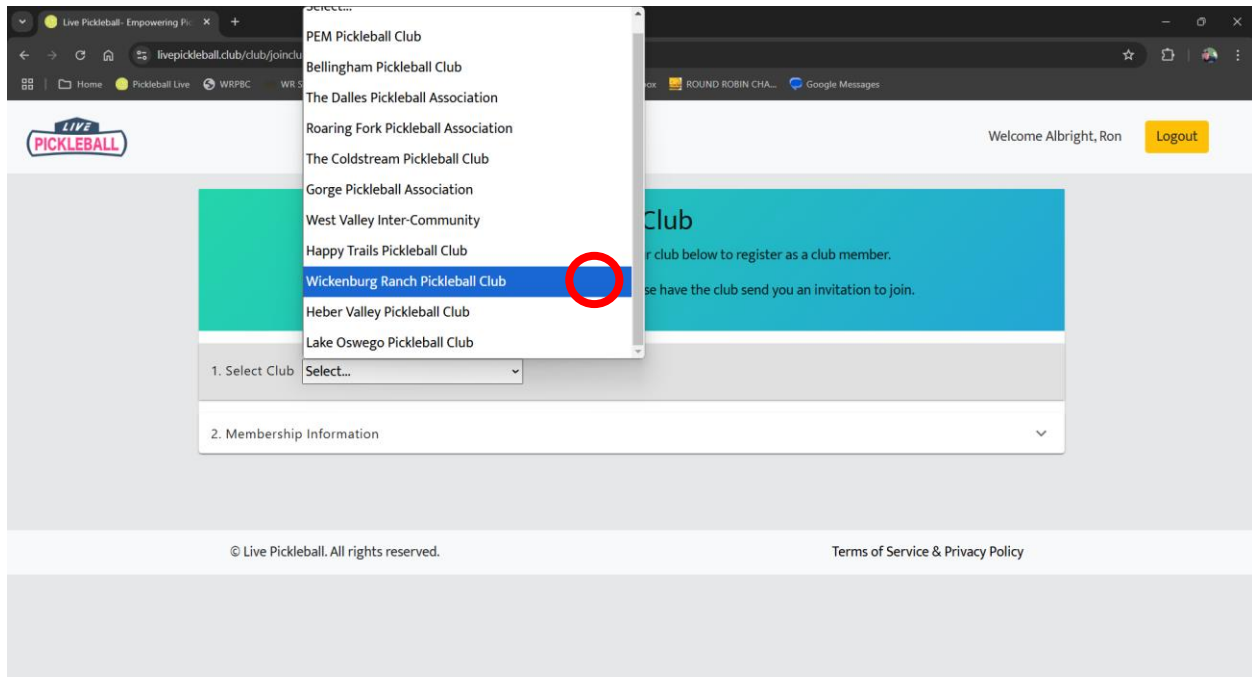 Live Pickleball- Empowering Pic
livepickleball.club/club/joinclu
Home Pickleball Live WRPBC WR S
ROUND ROBIN CHA... Google Messages
LIVE
PICKLEBALL
Welcome Albright, Ron
Logout
Select...
PEM Pickleball Club
Bellingham Pickleball Club
The Dalles Pickleball Association
Roaring Fork Pickleball Association
The Coldstream Pickleball Club
Gorge Pickleball Association
West Valley Inter-Community
Happy Trails Pickleball Club
Wickenburg Ranch Pickleball Club
Heber Valley Pickleball Club
Lake Oswego Pickleball Club
Club
r club below to register as a club member.
se have the club send you an invitation to join.
1. Select Club Select...
2. Membership Information
© Live Pickleball. All rights reserved.
Terms of Service & Privacy Policy